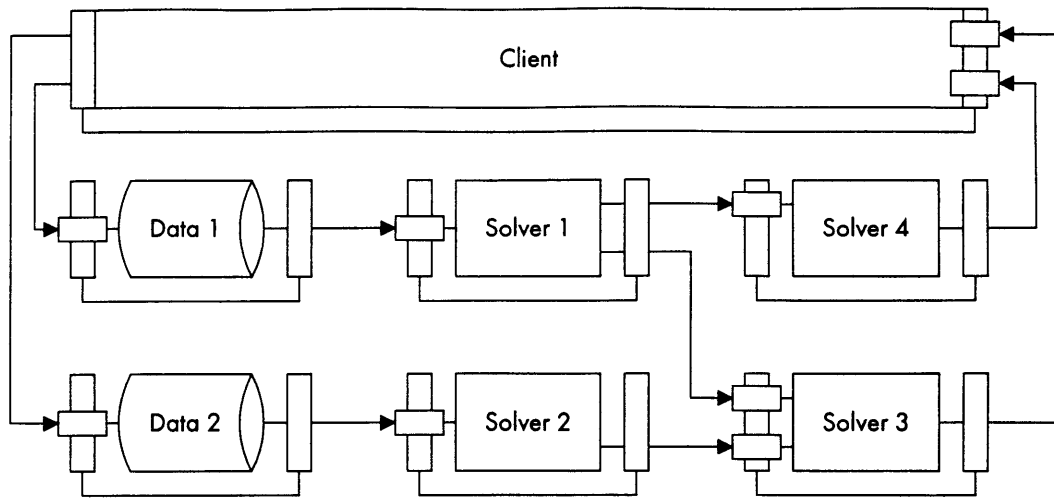 Client
Data 1
Solver 1
Solver 4
Data 2
Solver 2
Solver 3